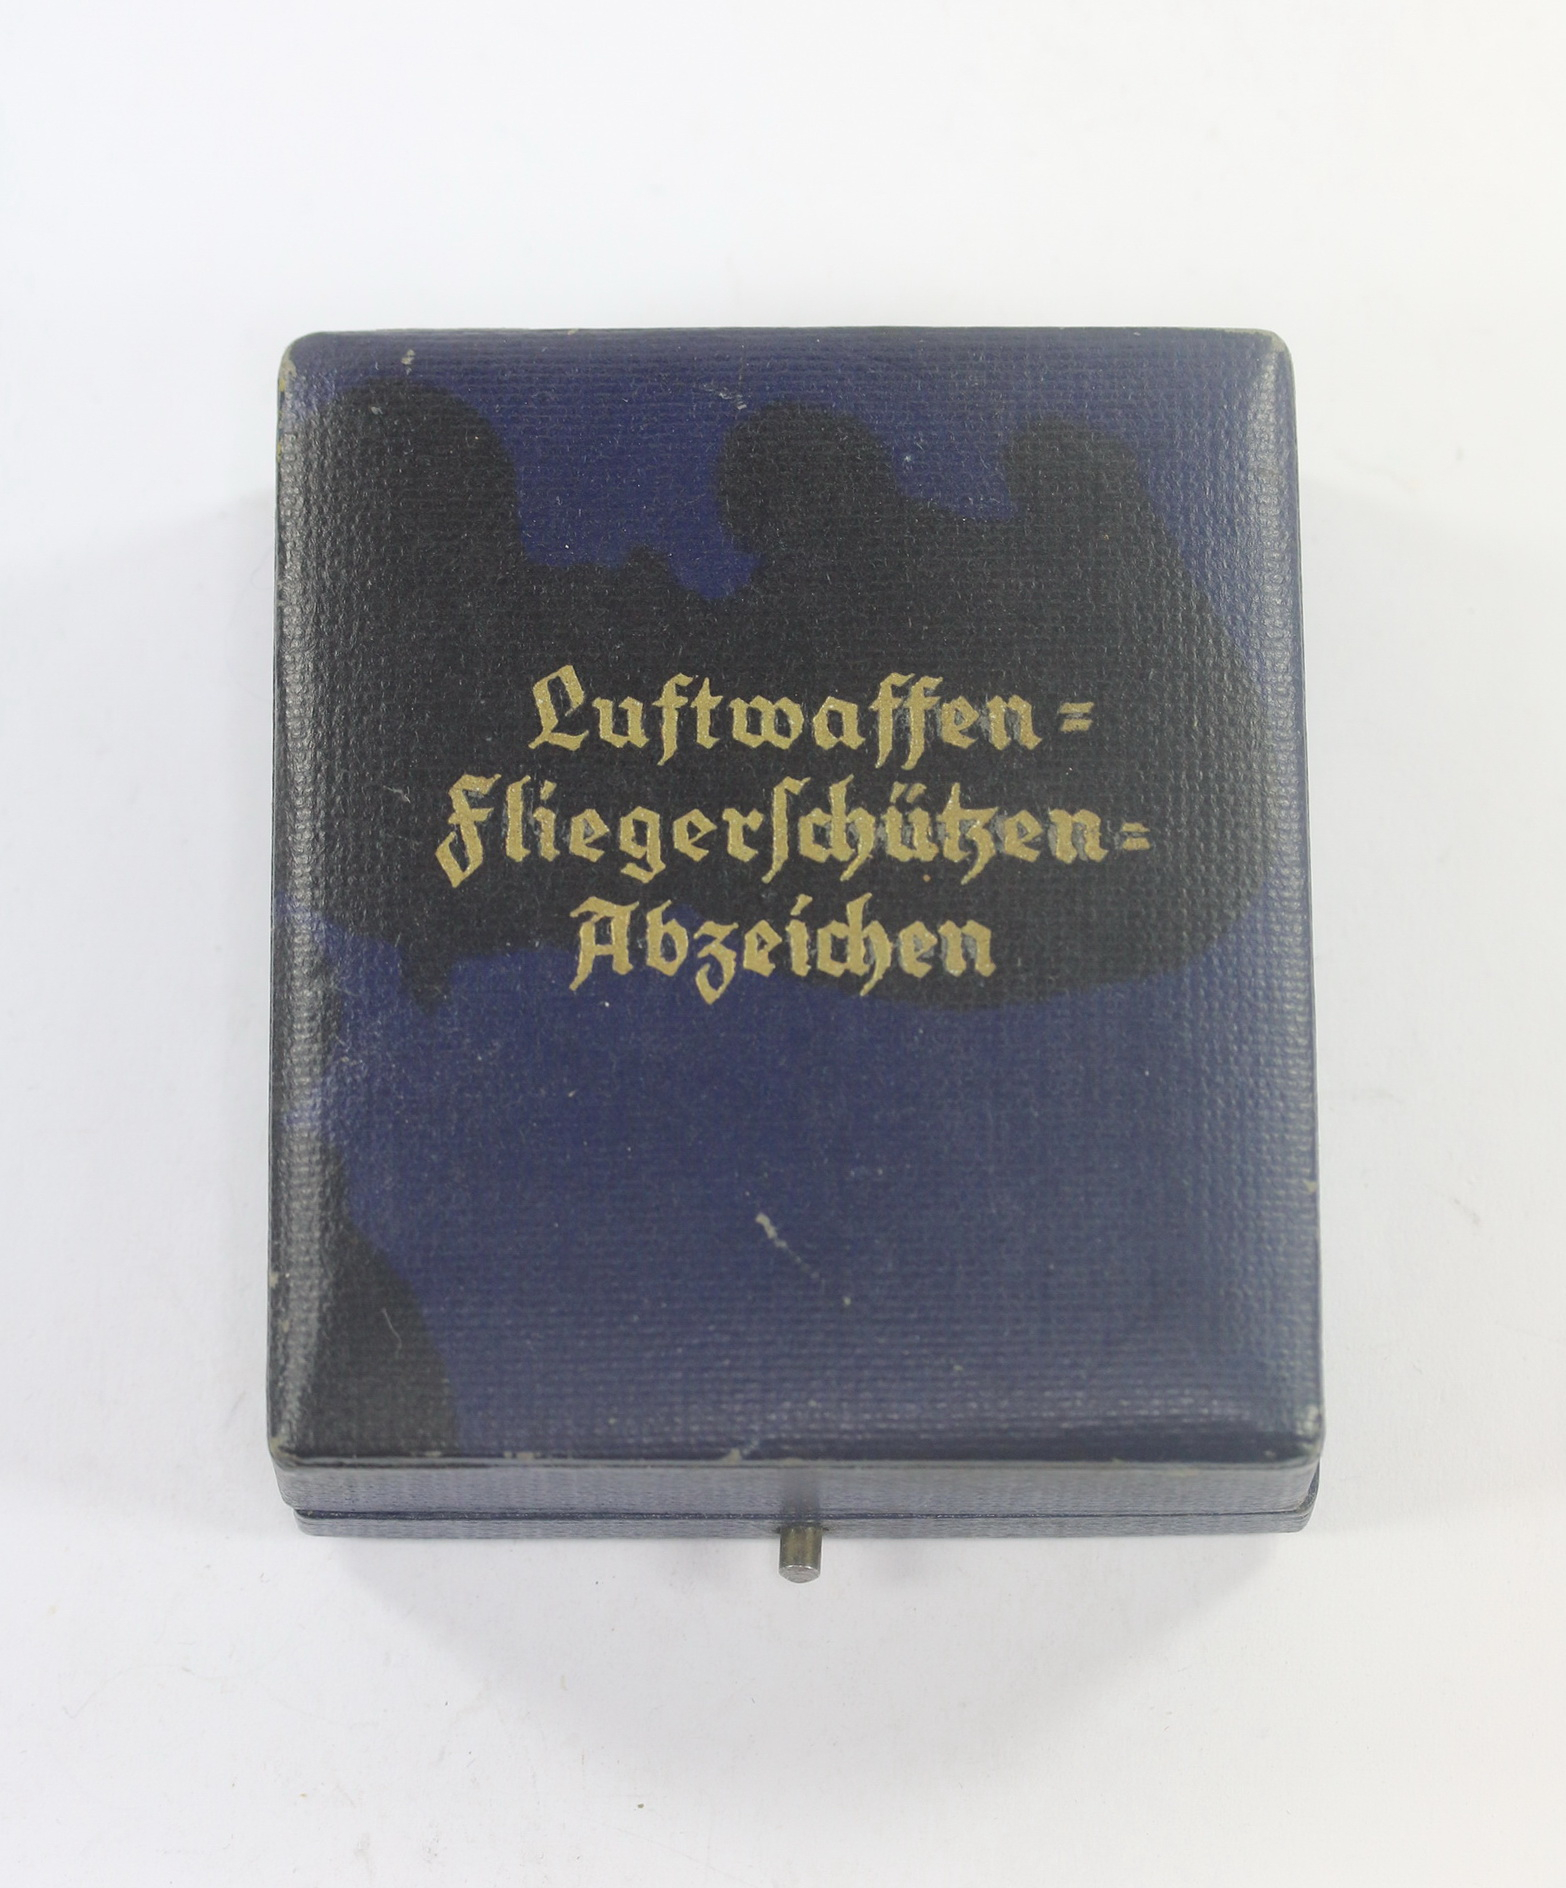 Luftwaffen=
Fliegerſchützen=
Abzeichen